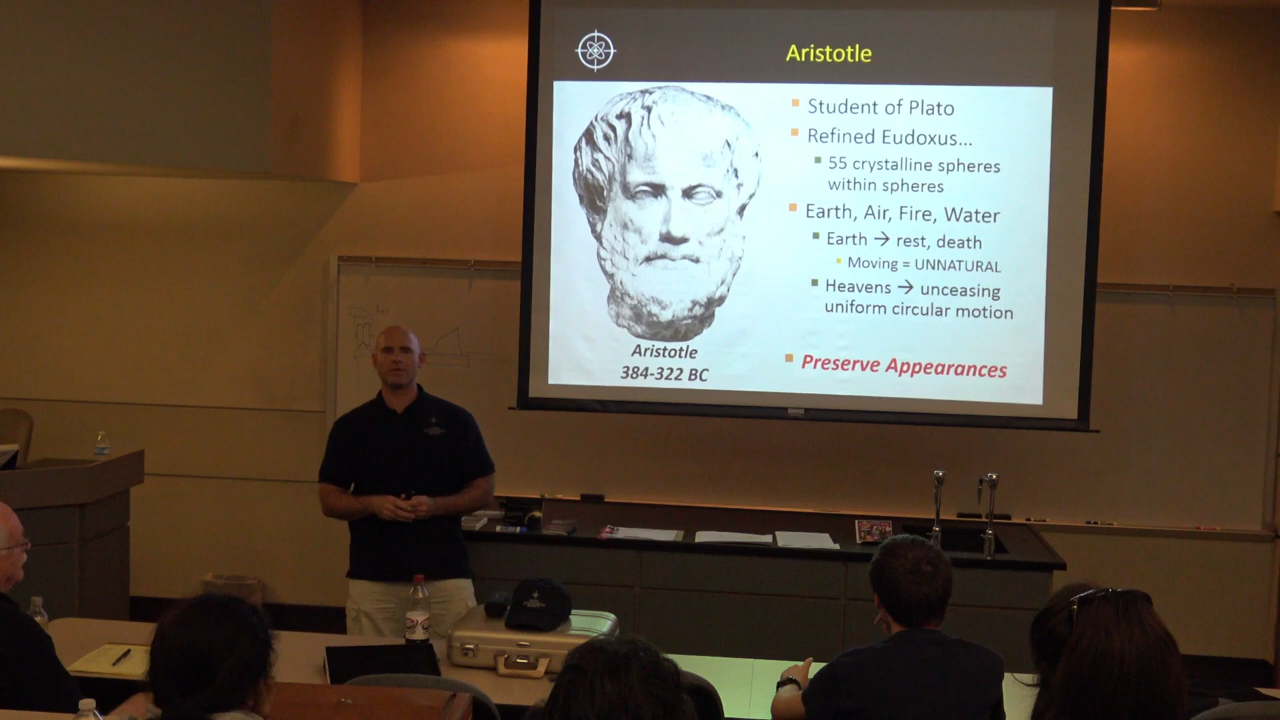 Aristotle
Student of Plato
Refined Eudoxus...
55 crystalline spheres
within spheres
Earth, Air, Fire, Water
Earth → rest, death
Moving = UNNATURAL
Heavens → unceasing
uniform circular motion
Preserve Appearances
Aristotle
384-322 BC